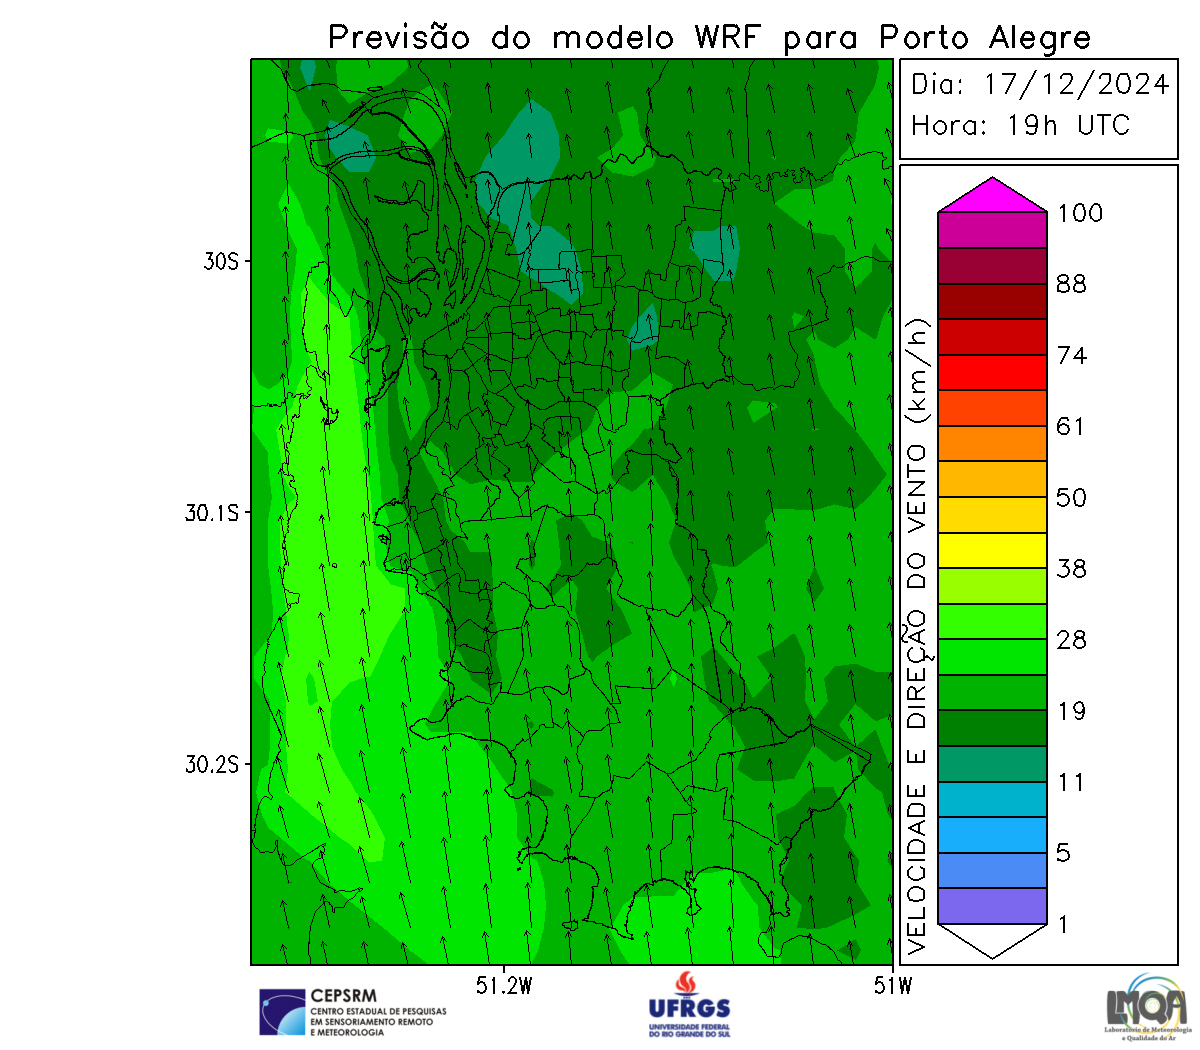 Previsão do modelo WRF para Porto Alegre
Dia: 17/12/2024
Hora: 19h UTC
30S
30.1S
30.2S
51.2W
51W
VELOCIDADE E DIREÇÃO DO VENTO (km/h)
100
88
74
61
50
38
28
19
11
5
1
CEPSRM
CENTRO ESTADUAL DE PESQUISAS
EM SENSORIAMENTO REMOTO
E METEOROLOGIA
UFRGS
UNIVERSIDADE FEDERAL
DO RIO GRANDE DO SUL
LMQA
Laboratório de Meteorologia
e Qualidade do Ar